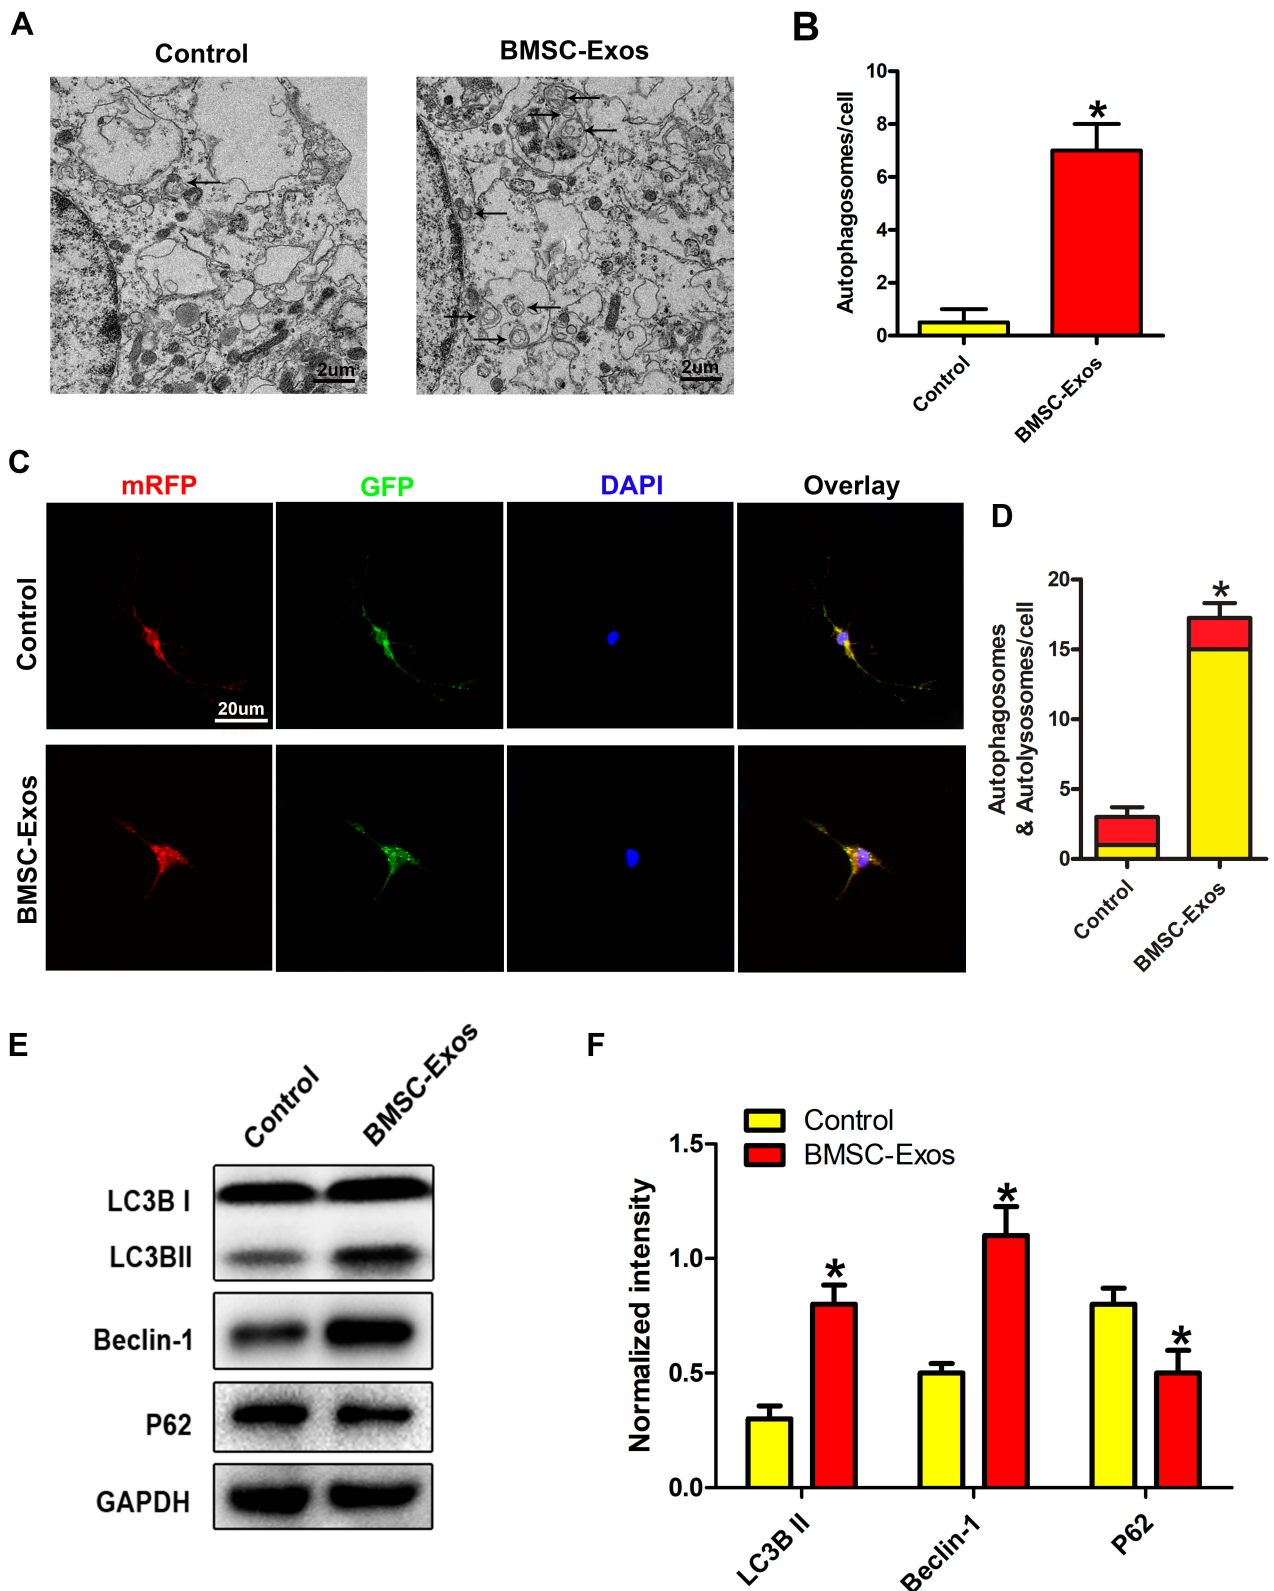 A
Control
BMSC-Exos
2um
2um
B
Autophagosomes/cell
10
8
6
4
2
0
*
Control
BMSC-Exos
C
mRFP
GFP
DAPI
Overlay
Control
20um
BMSC-Exos
D
Autophagosomes
& Autolysosomes/cell
20
15
10
5
0
*
Control
BMSC-Exos
E
Control
BMSC-Exos
LC3B I
LC3BII
Beclin-1
P62
GAPDH
F
Control
BMSC-Exos
Normalized intensity
1.5
1.0
0.5
0.0
*
*
*
LC3B II
Beclin-1
P62